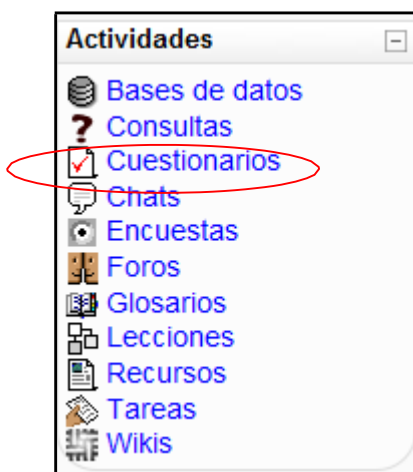 Actividades
Bases de datos
Consultas
Cuestionarios
Chats
Encuestas
Foros
Glosarios
Lecciones
Recursos
Tareas
Wikis